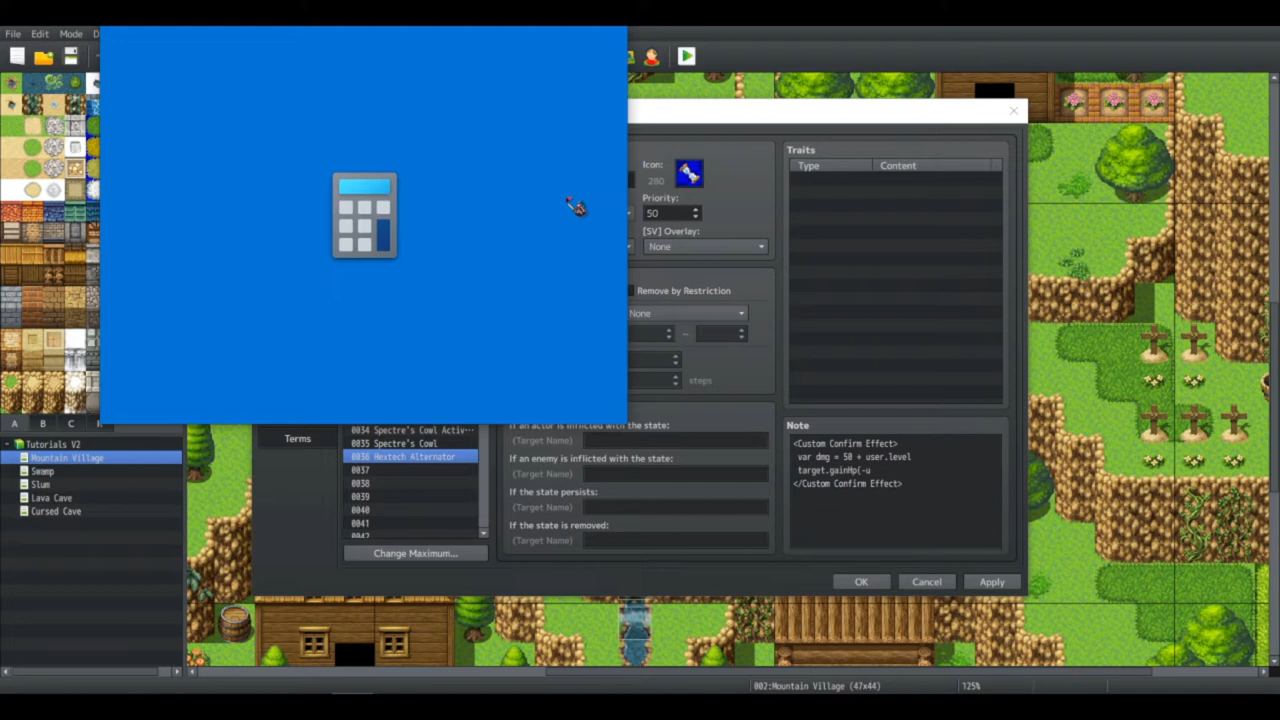 File Edit Mode D
Icon:
280
Priority:
50
[SV] Overlay:
None
Traits
Type Content
Remove by Restriction
None
~
steps
A B C
Tutorials V2
Mountain Village
Swamp
Slum
Lava Cave
Cursed Cave
Terms
0034 Spectre's Cowl Activ···
0035 Spectre's Cowl
0036 Hextech Alternator
0037
0038
0039
0040
0041
0042
Change Maximum...
If an actor is inflicted with the state:
(Target Name)
If an enemy is inflicted with the state:
(Target Name)
If the state persists:
(Target Name)
If the state is removed:
(Target Name)
Note
<Custom Confirm Effect>
var dmg = 50 + user.level
target.gainHp(-u
</Custom Confirm Effect>
OK Cancel Apply
002:Mountain Village (47x44) 125%